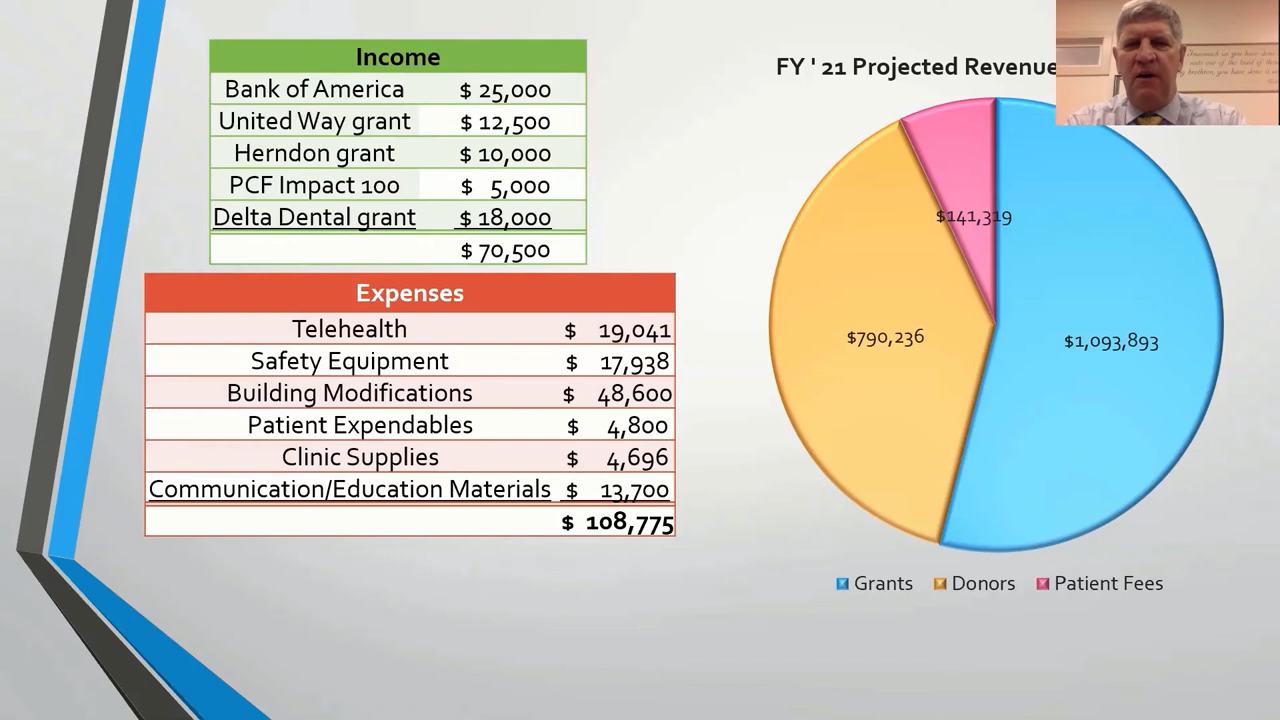 Income
Bank of America $ 25,000
United Way grant $ 12,500
Herndon grant $ 10,000
PCF Impact 100 $ 5,000
Delta Dental grant $ 18,000
$ 70,500
Expenses
Telehealth $ 19,041
Safety Equipment $ 17,938
Building Modifications $ 48,600
Patient Expendables $ 4,800
Clinic Supplies $ 4,696
Communication/Education Materials $ 13,700
$ 108,775
FY ' 21 Projected Revenue
$141,319
$790,236
$1,093,893
Grants Donors Patient Fees